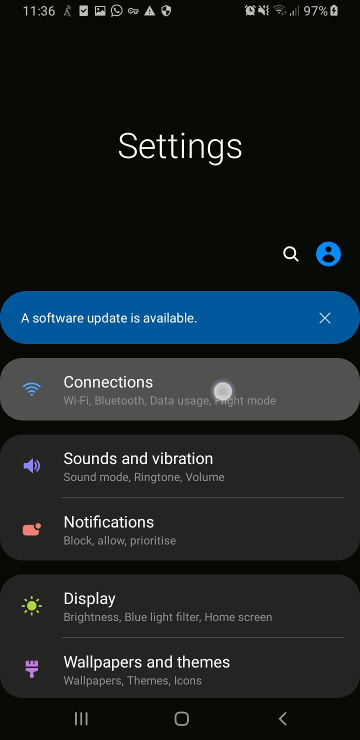 11:36 97%
Settings
A software update is available.
Connections
Wi-Fi, Bluetooth, Data usage, Flight mode
Sounds and vibration
Sound mode, Ringtone, Volume
Notifications
Block, allow, prioritise
Display
Brightness, Blue light filter, Home screen
Wallpapers and themes
Wallpapers, Themes, Icons